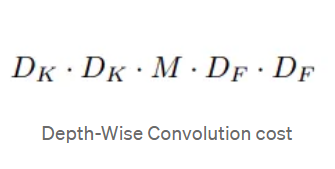 D_K · D_K · M · D_F · D_F
Depth-Wise Convolution cost